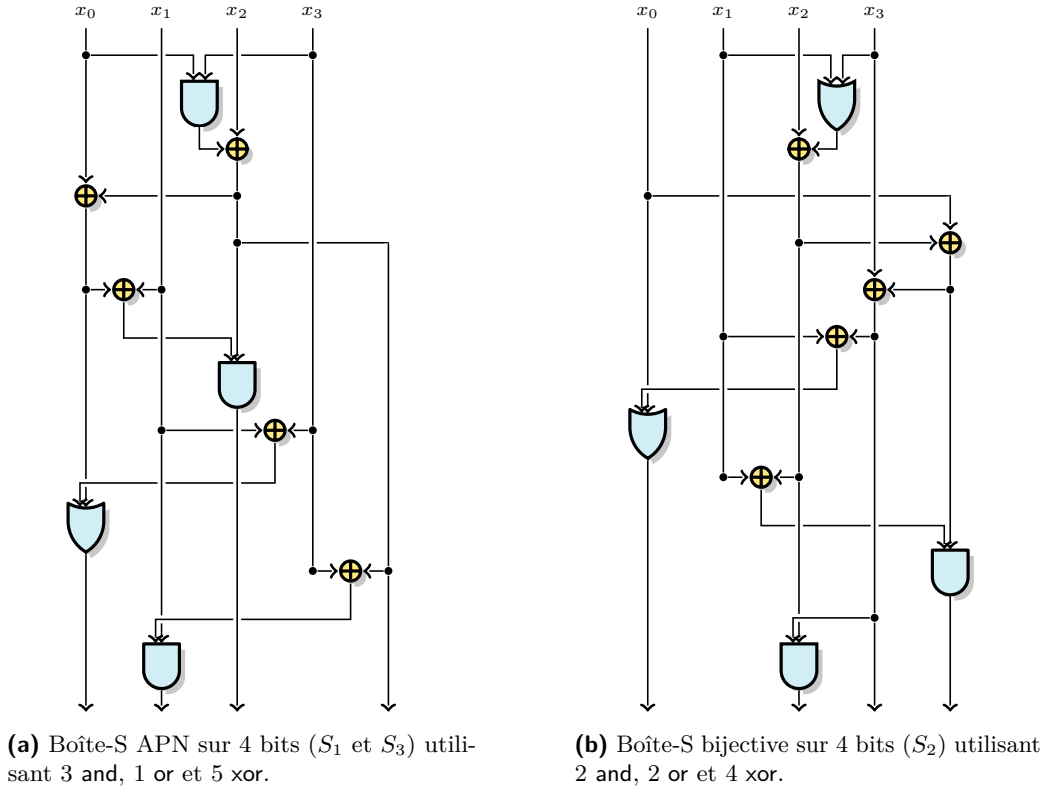 x₀ x₁ x₂ x₃
x₀ x₁ x₂ x₃
(a) Boîte-S APN sur 4 bits (S₁ et S₃) utili-
sant 3 and, 1 or et 5 xor.
(b) Boîte-S bijective sur 4 bits (S₂) utilisant
2 and, 2 or et 4 xor.